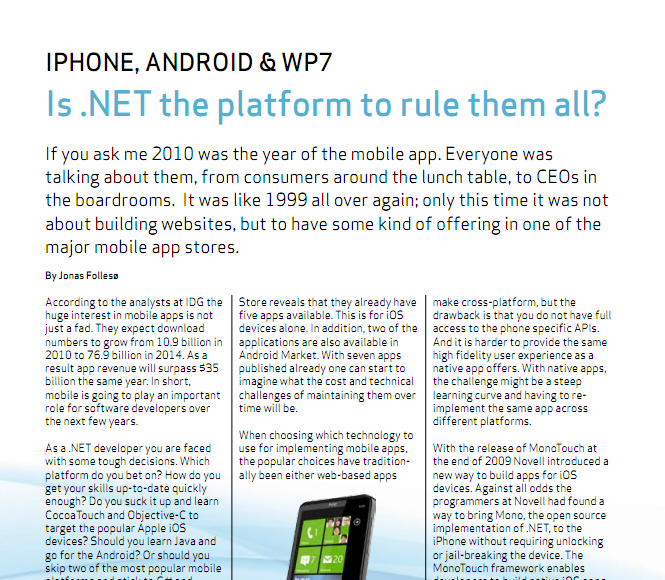 IPHONE, ANDROID & WP7
Is .NET the platform to rule them all?
If you ask me 2010 was the year of the mobile app. Everyone was
talking about them, from consumers around the lunch table, to CEOs in
the boardrooms. It was like 1999 all over again; only this time it was not
about building websites, but to have some kind of offering in one of the
major mobile app stores.
By Jonas Follesø
According to the analysts at IDG the
huge interest in mobile apps is not
just a fad. They expect download
numbers to grow from 10.9 billion in
2010 to 76.9 billion in 2014. As a
result app revenue will surpass $35
billion the same year. In short,
mobile is going to play an important
role for software developers over
the next few years.
As a .NET developer you are faced
with some tough decisions. Which
platform do you bet on? How do you
get your skills up-to-date quickly
enough? Do you suck it up and learn
CocoaTouch and Objective-C to
target the popular Apple iOS
devices? Should you learn Java and
go for the Android? Or should you
skip two of the most popular mobile
platforms and stick to C# and
Store reveals that they already have
five apps available. This is for iOS
devices alone. In addition, two of the
applications are also available in
Android Market. With seven apps
published already one can start to
imagine what the cost and technical
challenges of maintaining them over
time will be.
When choosing which technology to
use for implementing mobile apps,
the popular choices have tradition-
ally been either web-based apps
make cross-platform, but the
drawback is that you do not have full
access to the phone specific APIs.
And it is harder to provide the same
high fidelity user experience as a
native app offers. With native apps,
the challenge might be a steep
learning curve and having to re-
implement the same app across
different platforms.
With the release of MonoTouch at
the end of 2009 Novell introduced a
new way to build apps for iOS
devices. Against all odds the
programmers at Novell had found a
way to bring Mono, the open source
implementation of .NET, to the
iPhone without requiring unlocking
or jail-breaking the device. The
MonoTouch framework enables
developers to build native iOS apps